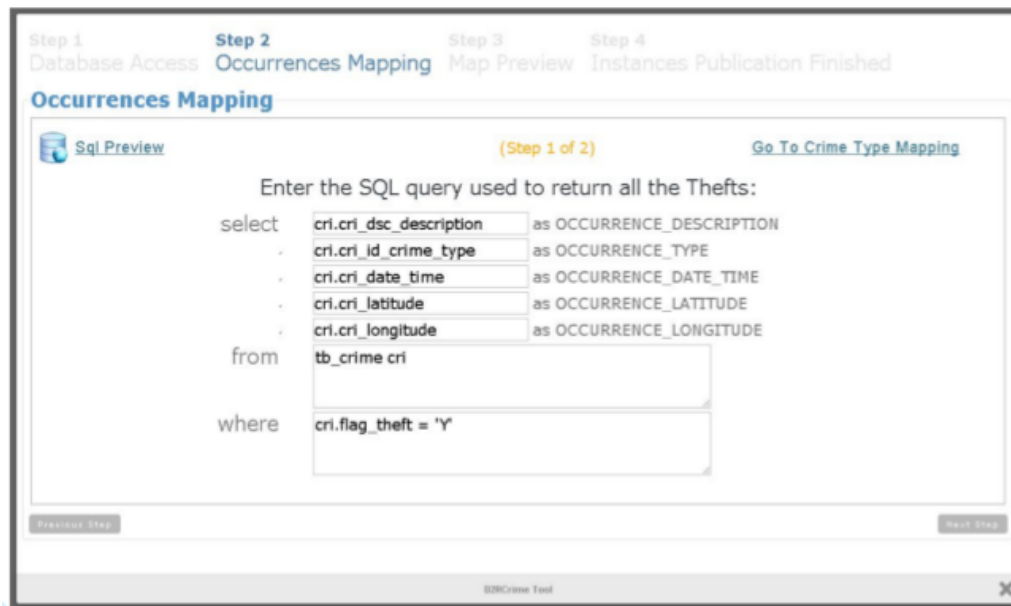 Step 1 Step 2 Step 3 Step 4
Database Access Occurrences Mapping Map Preview Instances Publication Finished
Occurrences Mapping
Sql Preview (Step 1 of 2) Go To Crime Type Mapping
Enter the SQL query used to return all the Thefts:
select cri.cri_dsc_description as OCCURRENCE_DESCRIPTION
, cri.cri_id_crime_type as OCCURRENCE_TYPE
, cri.cri_date_time as OCCURRENCE_DATE_TIME
, cri.cri_latitude as OCCURRENCE_LATITUDE
, cri.cri_longitude as OCCURRENCE_LONGITUDE
from tb_crime cri
where cri.flag_theft = 'Y'
Previous Step Next Step
D2RCrime Tool